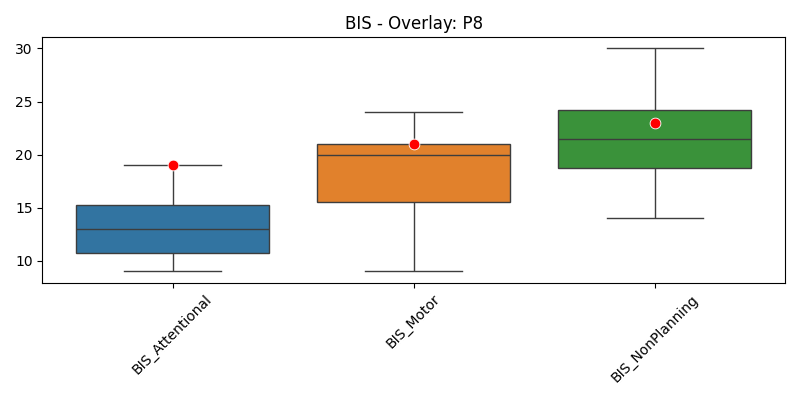 BIS - Overlay: P8
30
25
20
15
10
BIS_Attentional
BIS_Motor
BIS_NonPlanning